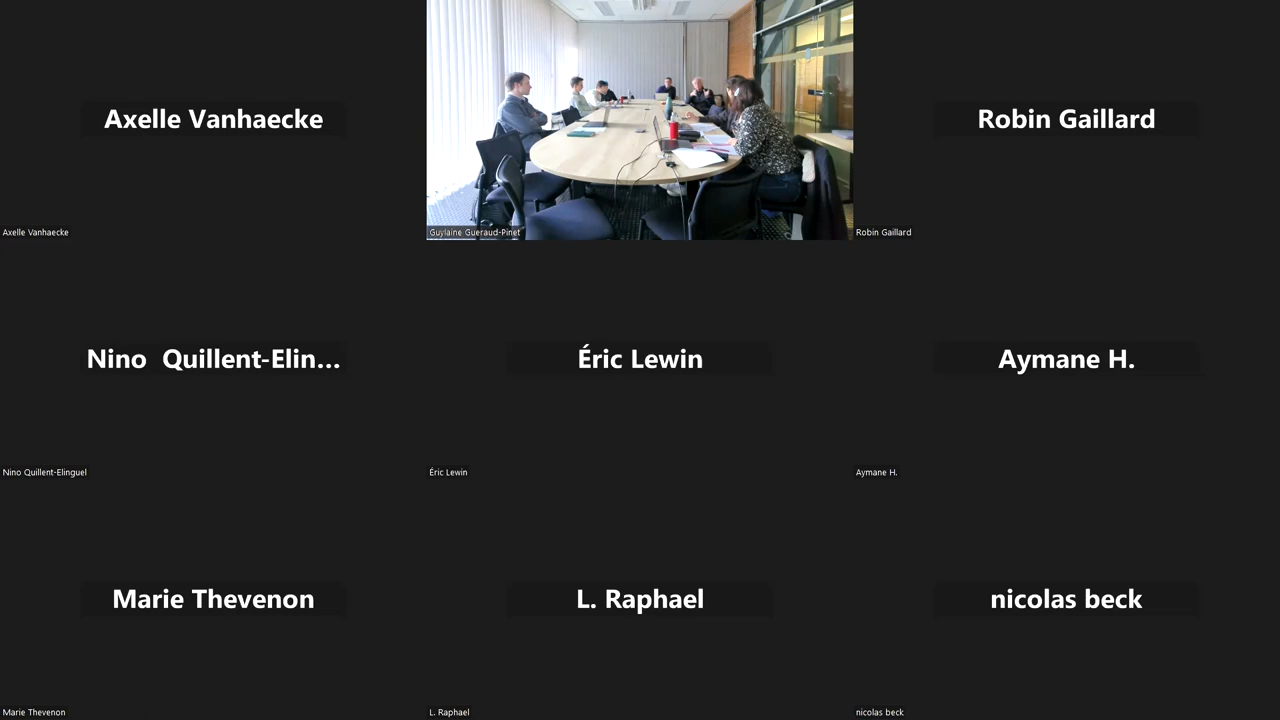 Axelle Vanhaecke
Axelle Vanhaecke
Guylaine Gueraud-Pinet
Robin Gaillard
Robin Gaillard
Nino  Quillent-Elin...
Nino Quillent-Elinguel
Éric Lewin
Éric Lewin
Aymane H.
Aymane H.
Marie Thevenon
Marie Thevenon
L. Raphael
L. Raphael
nicolas beck
nicolas beck